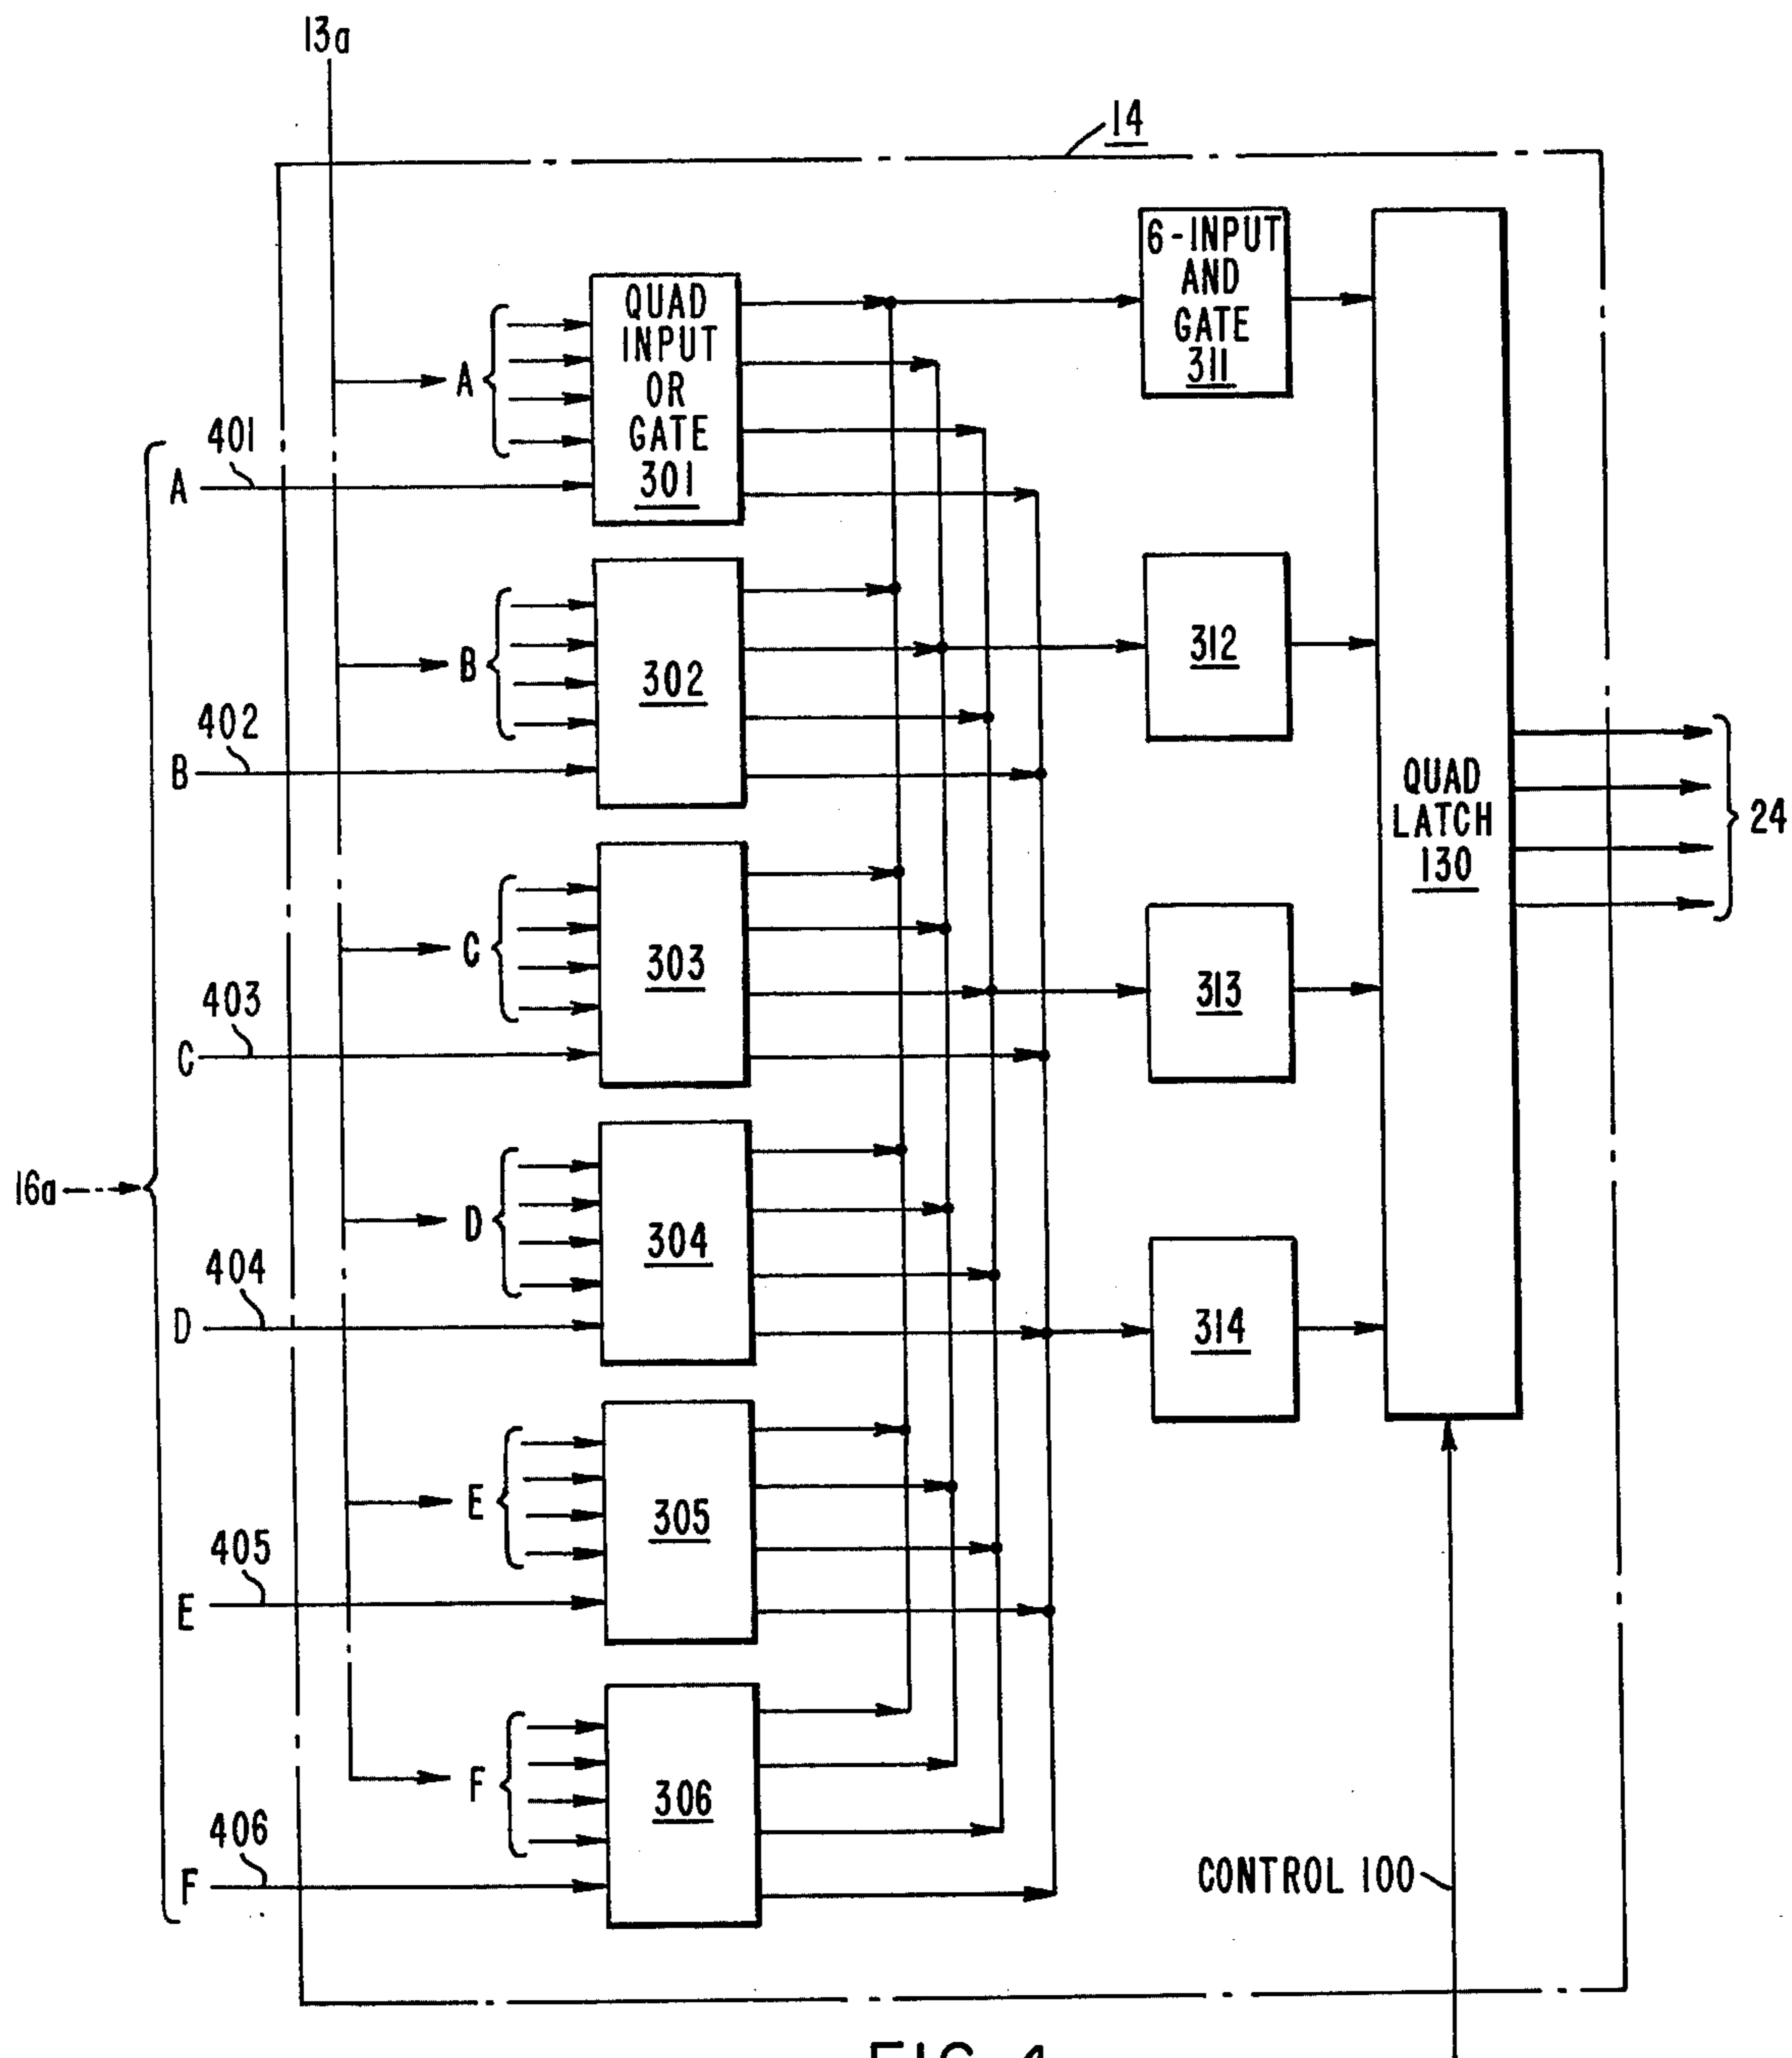 13a
14
6-INPUT
AND
GATE
311
QUAD
INPUT
OR
GATE
301
A
401
A
312
302
B
402
B
QUAD
LATCH
130
24
303
C
313
403
C
16a
304
D
314
404
D
305
E
405
E
306
F
406
F
CONTROL 100